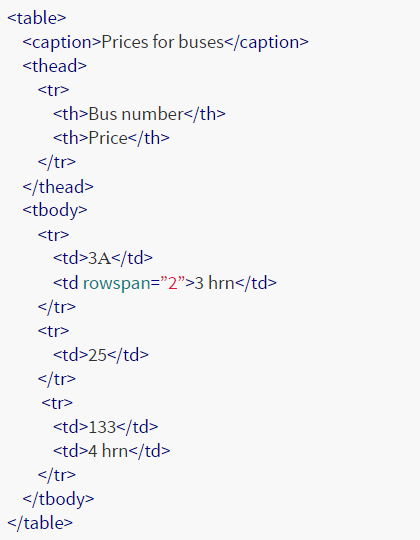 <table>
<caption>Prices for buses</caption>
<thead>
<tr>
<th>Bus number</th>
<th>Price</th>
</tr>
</thead>
<tbody>
<tr>
<td>3A</td>
<td rowspan=”2”>3 hrn</td>
</tr>
<tr>
<td>25</td>
</tr>
<tr>
<td>133</td>
<td>4 hrn</td>
</tr>
</tbody>
</table>